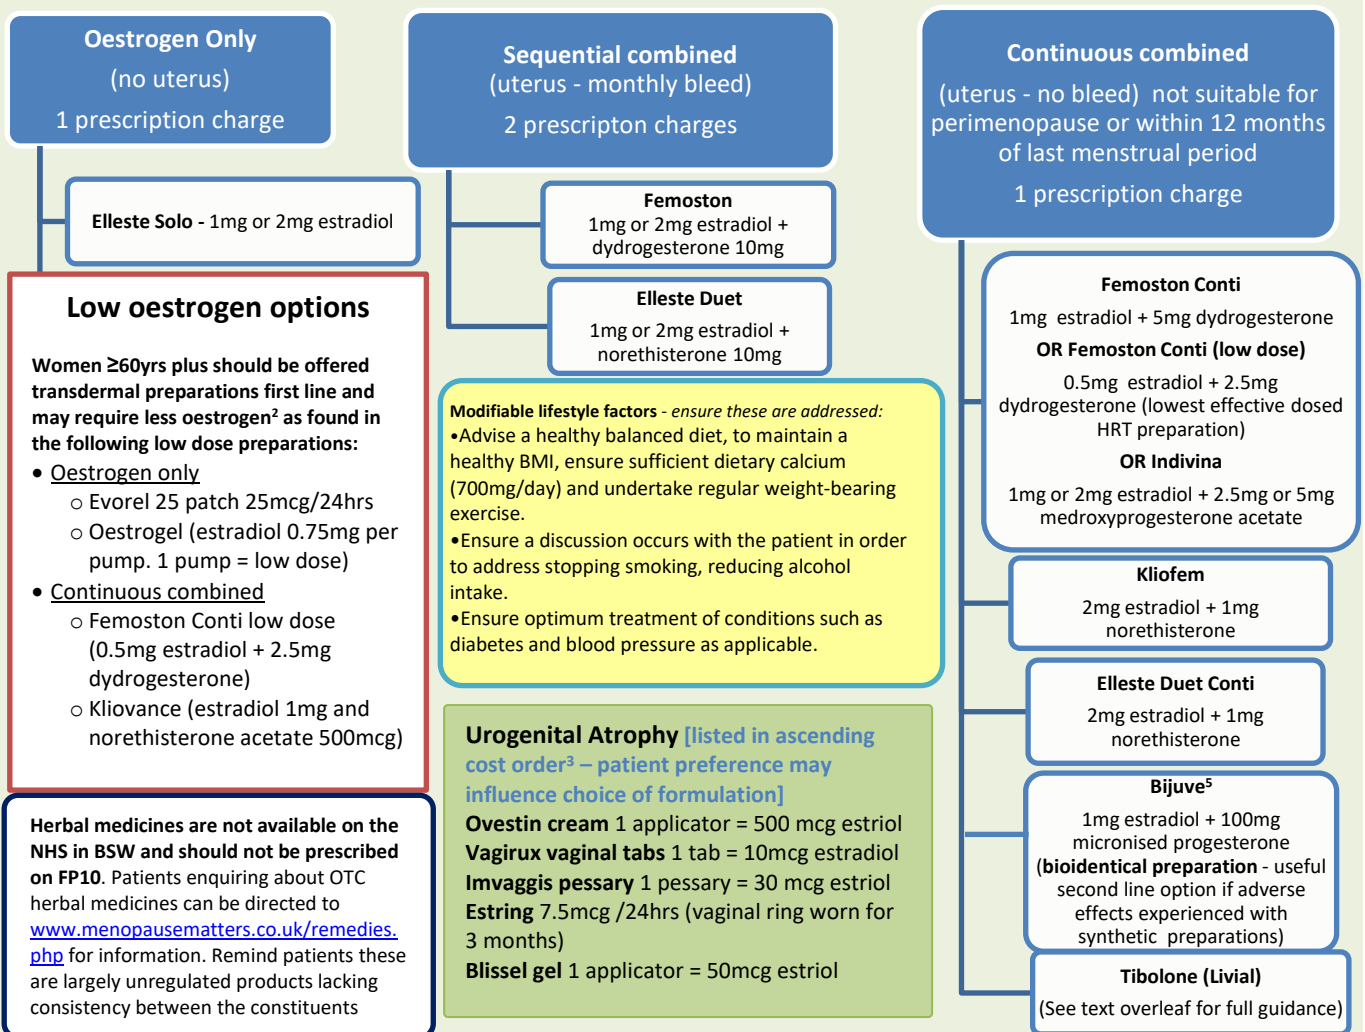 Oestrogen Only
(no uterus)
1 prescription charge
Elleste Solo - 1mg or 2mg estradiol
Low oestrogen options
Women ≥60yrs plus should be offered
transdermal preparations first line and
may require less oestrogen² as found in
the following low dose preparations:
• Oestrogen only
o Evorel 25 patch 25mcg/24hrs
o Oestrogel (estradiol 0.75mg per
pump. 1 pump = low dose)
• Continuous combined
o Femoston Conti low dose
(0.5mg estradiol + 2.5mg
dydrogesterone)
o Kliovance (estradiol 1mg and
norethisterone acetate 500mcg)
Herbal medicines are not available on the
NHS in BSW and should not be prescribed
on FP10. Patients enquiring about OTC
herbal medicines can be directed to
www.menopausematters.co.uk/remedies.
php for information. Remind patients these
are largely unregulated products lacking
consistency between the constituents
Sequential combined
(uterus - monthly bleed)
2 prescripton charges
Femoston
1mg or 2mg estradiol +
dydrogesterone 10mg
Elleste Duet
1mg or 2mg estradiol +
norethisterone 10mg
Modifiable lifestyle factors - ensure these are addressed:
•Advise a healthy balanced diet, to maintain a
healthy BMI, ensure sufficient dietary calcium
(700mg/day) and undertake regular weight-bearing
exercise.
•Ensure a discussion occurs with the patient in order
to address stopping smoking, reducing alcohol
intake.
•Ensure optimum treatment of conditions such as
diabetes and blood pressure as applicable.
Urogenital Atrophy [listed in ascending
cost order³ – patient preference may
influence choice of formulation]
Ovestin cream 1 applicator = 500 mcg estriol
Vagirux vaginal tabs 1 tab = 10mcg estradiol
Imvaggis pessary 1 pessary = 30 mcg estriol
Estring 7.5mcg /24hrs (vaginal ring worn for
3 months)
Blissel gel 1 applicator = 50mcg estriol
Continuous combined
(uterus - no bleed) not suitable for
perimenopause or within 12 months
of last menstrual period
1 prescription charge
Femoston Conti
1mg estradiol + 5mg dydrogesterone
OR Femoston Conti (low dose)
0.5mg estradiol + 2.5mg
dydrogesterone (lowest effective dosed
HRT preparation)
OR Indivina
1mg or 2mg estradiol + 2.5mg or 5mg
medroxyprogesterone acetate
Kliofem
2mg estradiol + 1mg
norethisterone
Elleste Duet Conti
2mg estradiol + 1mg
norethisterone
Bijuve⁵
1mg estradiol + 100mg
micronised progesterone
(bioidentical preparation - useful
second line option if adverse
effects experienced with
synthetic preparations)
Tibolone (Livial)
(See text overleaf for full guidance)